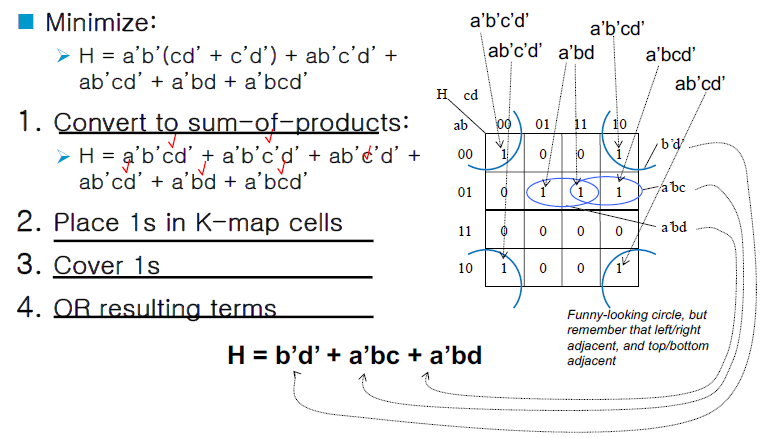 Minimize:
H = a'b'(cd' + c'd') + ab'c'd' +
ab'cd' + a'bd + a'bcd'
1. Convert to sum-of-products:
H = a'b'cd' + a'b'c'd' + ab'c'd' +
ab'cd' + a'bd + a'bcd'
2. Place 1s in K-map cells
3. Cover 1s
4. OR resulting terms
a'b'c'd'
ab'c'd'
a'bd
a'b'cd'
a'bcd'
ab'cd'
H cd
ab 00 01 11 10
00 1 0 0 1 b'd'
01 0 1 1 1 a'bc
a'bd
11 0 0 0 0
10 1 0 0 1
Funny-looking circle, but
remember that left/right
adjacent, and top/bottom
adjacent
H = b'd' + a'bc + a'bd